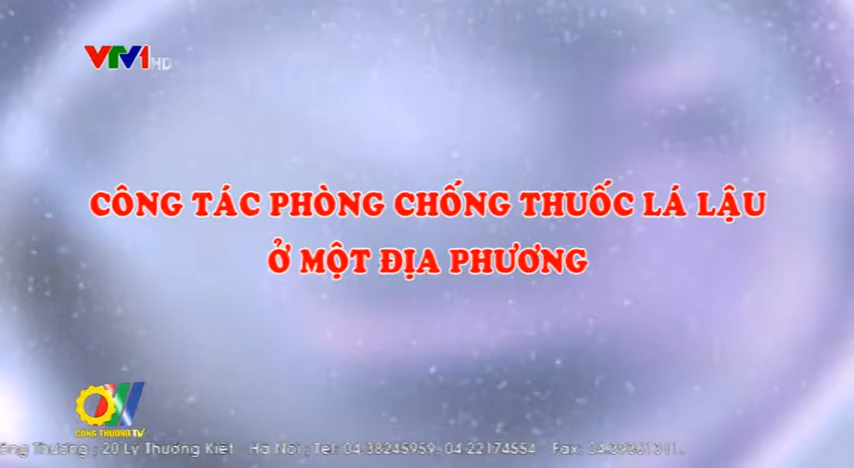 VTV1 HD
CÔNG TÁC PHÒNG CHỐNG THUỐC LÁ LẬU
Ở MỘT ĐỊA PHƯƠNG
CÔNG THƯƠNG TV
Thương : 20 Lý Thường Kiệt - Hà Nội ; Tel: 04.38245959- 04-22174554 - Fax: